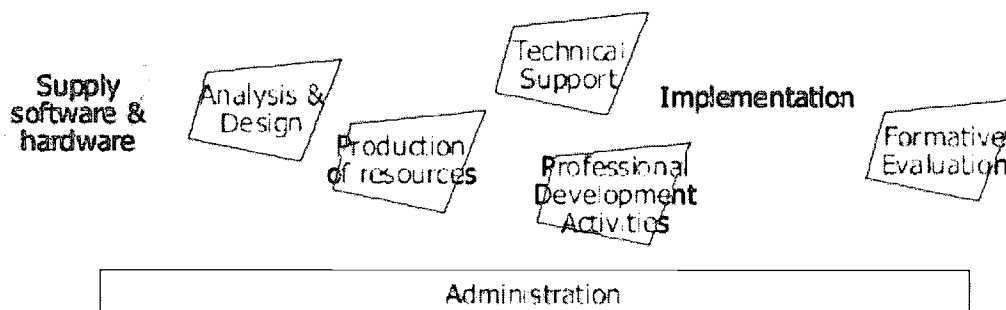 Supply
software &
hardware
Analysis &
Design
Production
of resources
Technical
Support
Professional
Development
Activities
Implementation
Formative
Evaluation
Administration